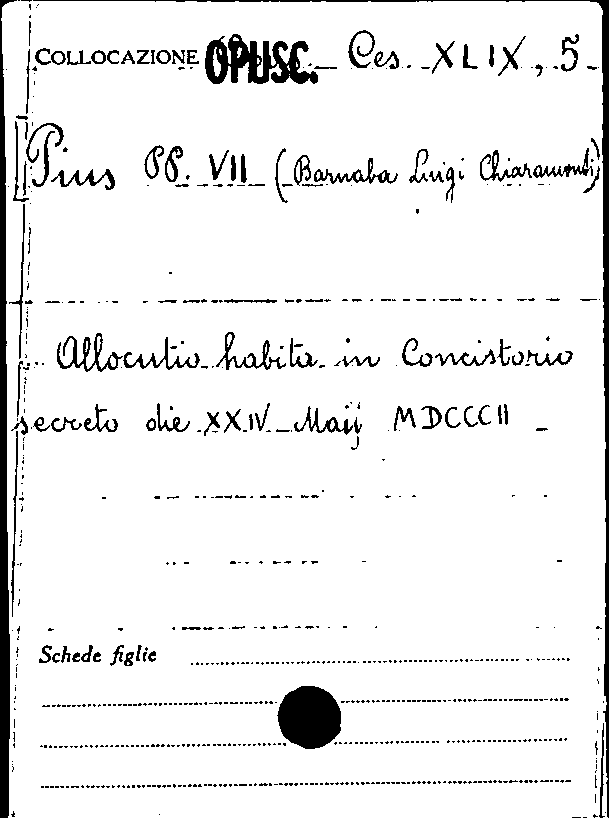 COLLOCAZIONE OPUSC. Ces. XLIX, 5
[Pius PP. VII (Barnaba Luigi Chiaramonti)
Allocutio habita in Concistorio
secreto die XXIV Maij MDCCCII
Schede figlie